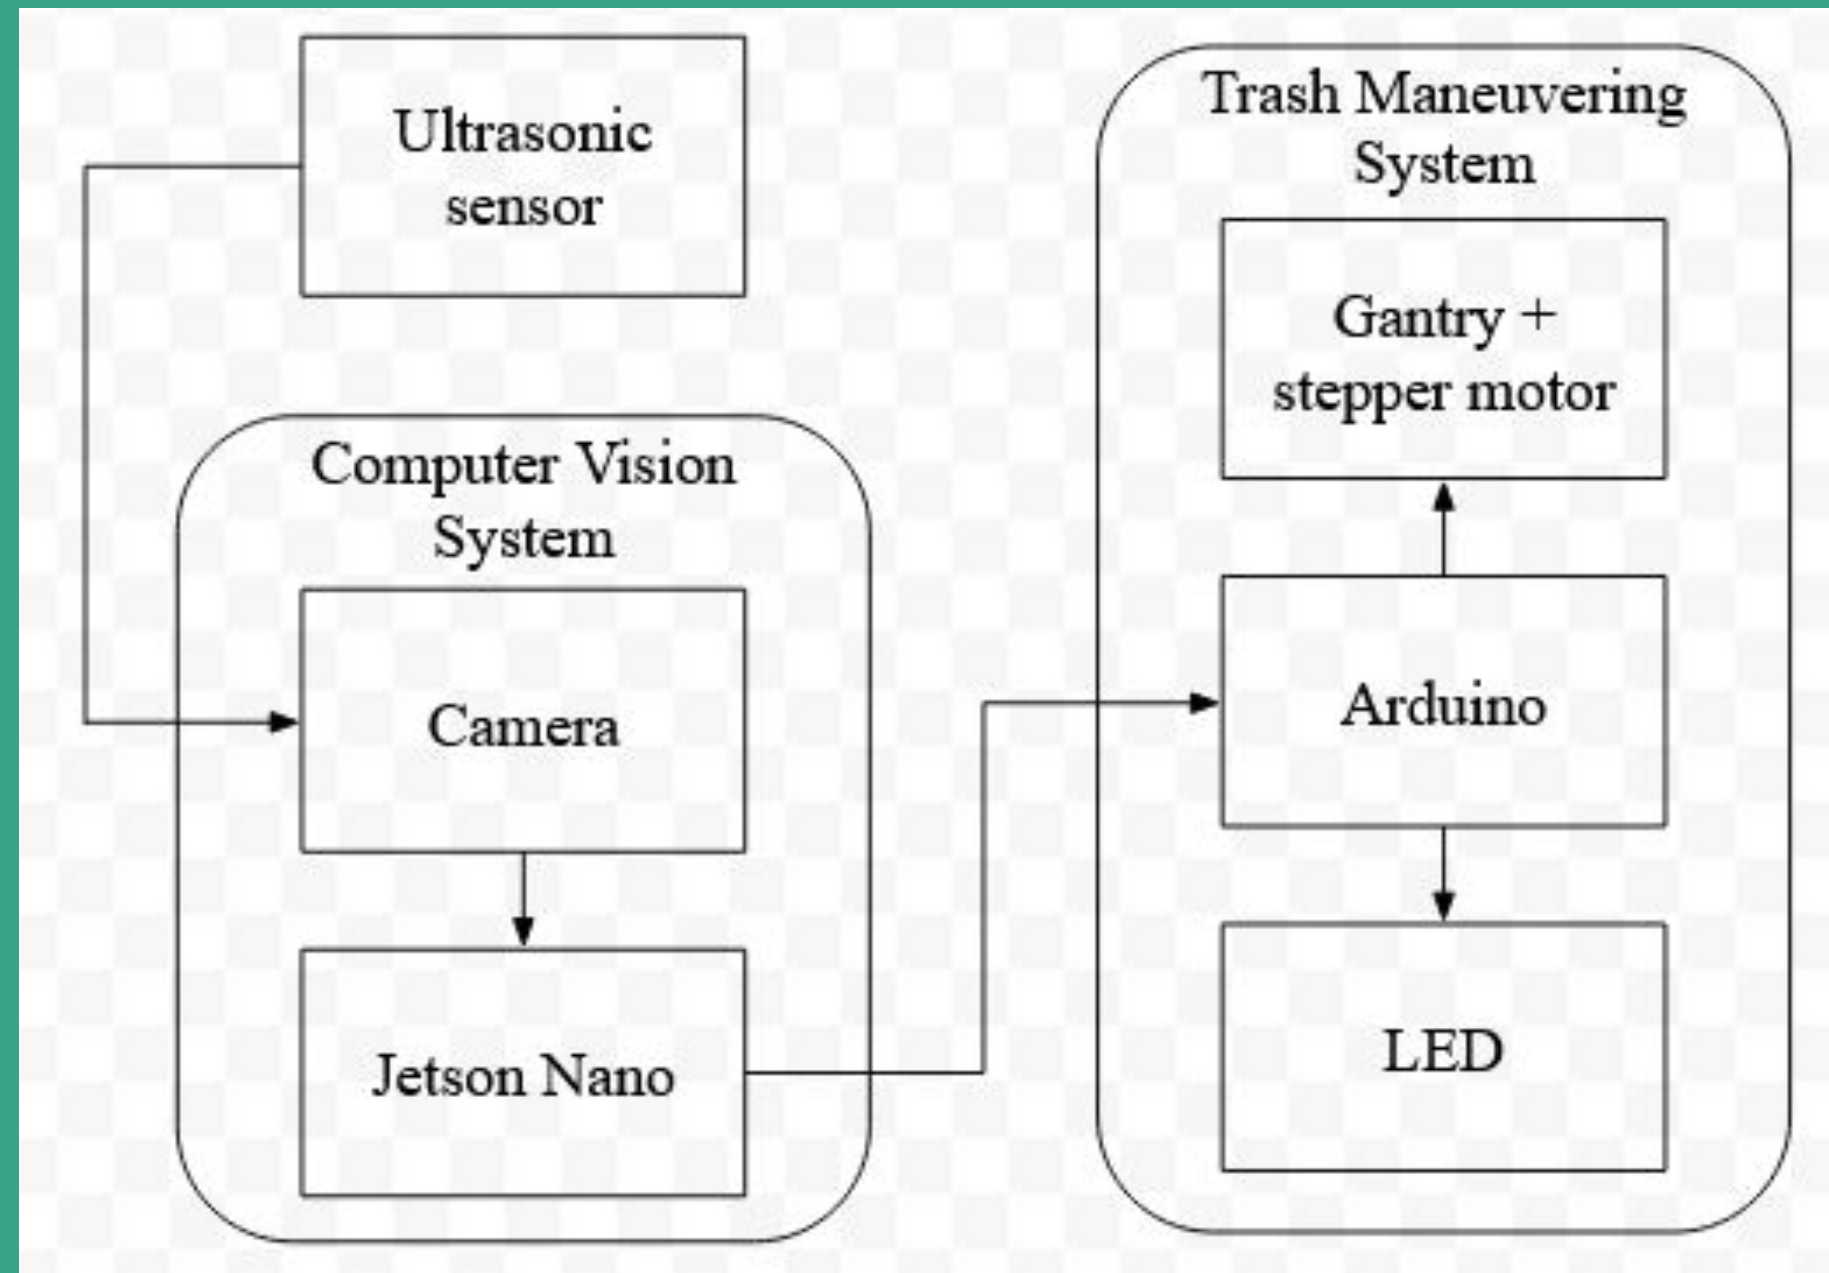 Ultrasonic
sensor
Computer Vision
System
Camera
Jetson Nano
Trash Maneuvering
System
Gantry +
stepper motor
Arduino
LED